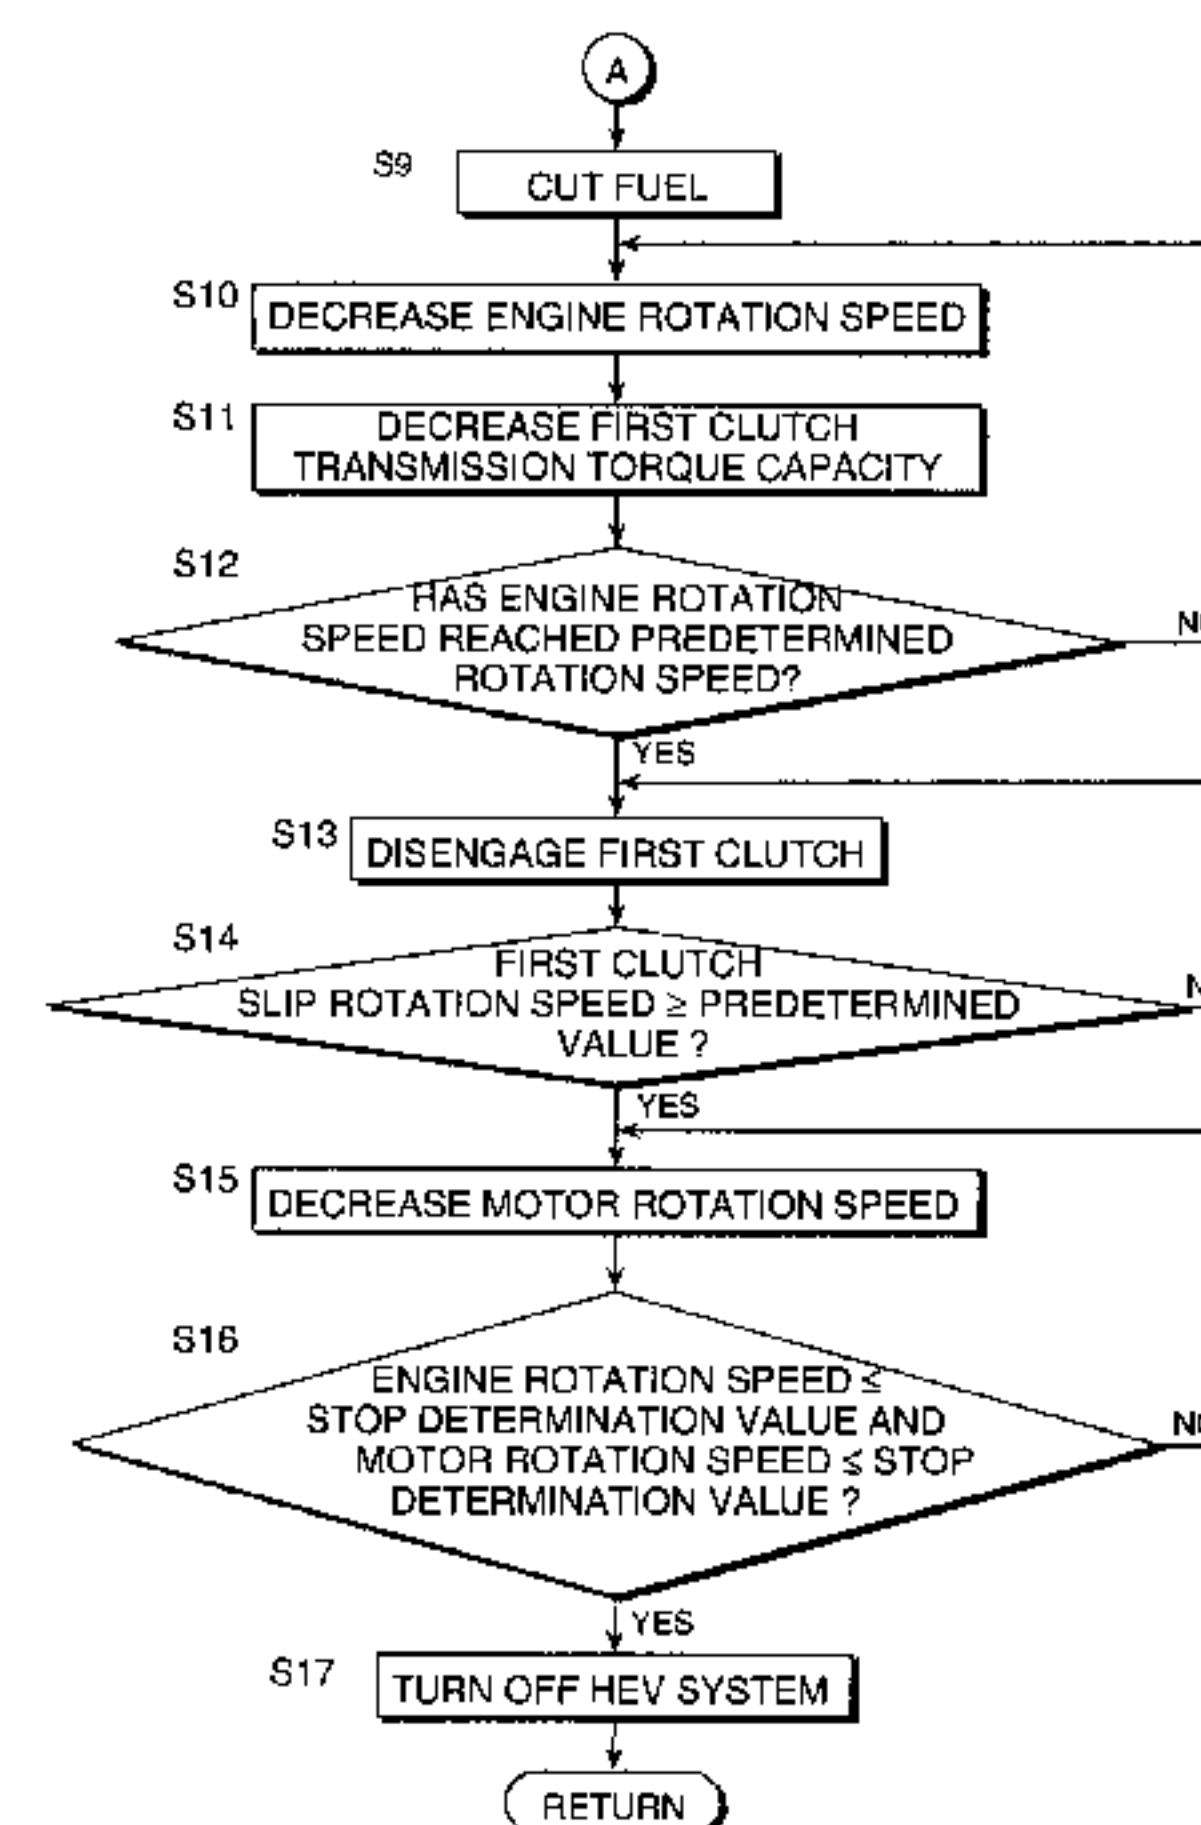 A
S9
CUT FUEL
S10
DECREASE ENGINE ROTATION SPEED
S11
DECREASE FIRST CLUTCH
TRANSMISSION TORQUE CAPACITY
S12
HAS ENGINE ROTATION
SPEED REACHED PREDETERMINED
ROTATION SPEED?
YES
S13
DISENGAGE FIRST CLUTCH
S14
FIRST CLUTCH
SLIP ROTATION SPEED ≥ PREDETERMINED
VALUE ?
YES
S15
DECREASE MOTOR ROTATION SPEED
S16
ENGINE ROTATION SPEED ≤
STOP DETERMINATION VALUE AND
MOTOR ROTATION SPEED ≤ STOP
DETERMINATION VALUE ?
YES
S17
TURN OFF HEV SYSTEM
RETURN